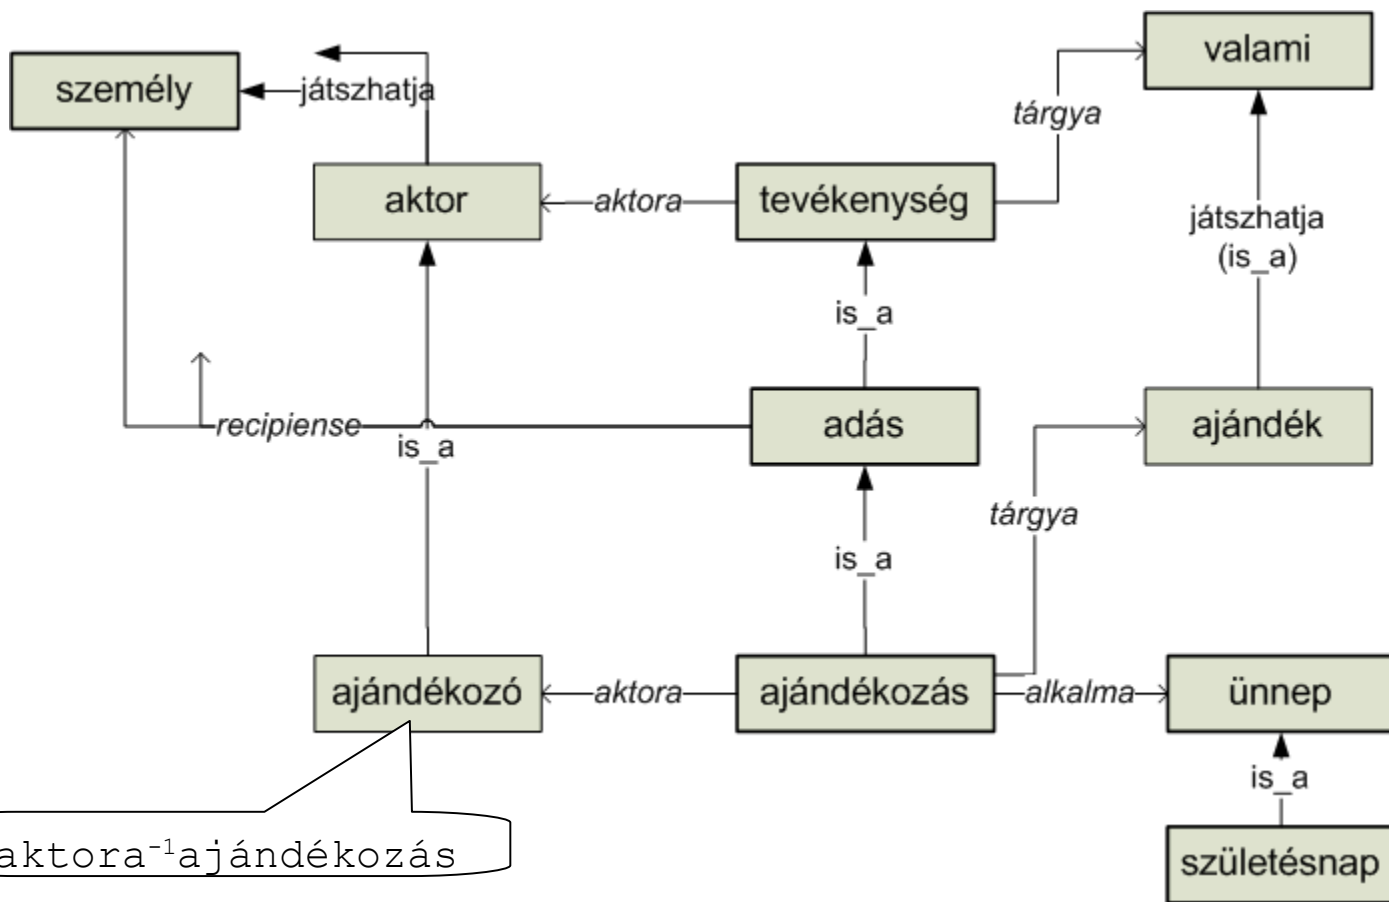 valami
személy
játszhatja
tárgya
aktor
aktora
tevékenység
játszhatja
(is_a)
is_a
recipiense
adás
ajándék
is_a
tárgya
is_a
ajándékozó
aktora
ajándékozás
alkalma
ünnep
is_a
aktora⁻¹ajándékozás
születésnap